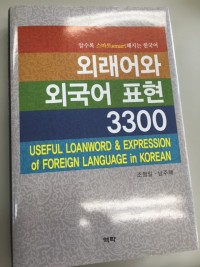 알수록 스마트해지는 한국어
외래어와
외국어 표현
3300
USEFUL LOANWORD & EXPRESSION
of FOREIGN LANGUAGE in KOREAN